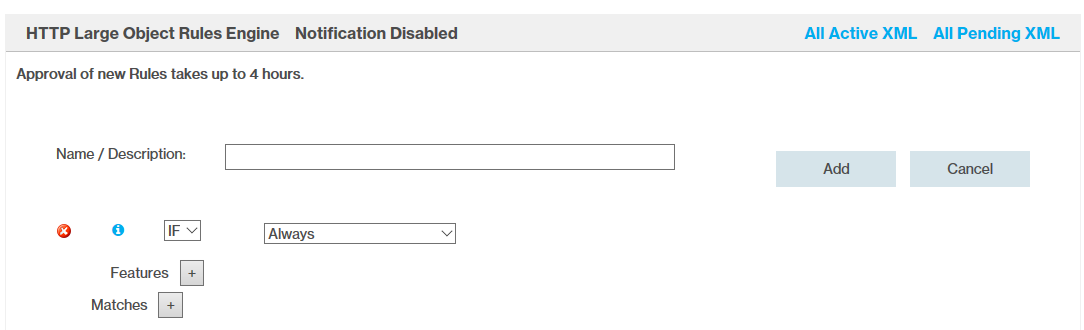 HTTP Large Object Rules Engine Notification Disabled All Active XML All Pending XML
Approval of new Rules takes up to 4 hours.
Name / Description:
Add Cancel
IF Always
Features +
Matches +